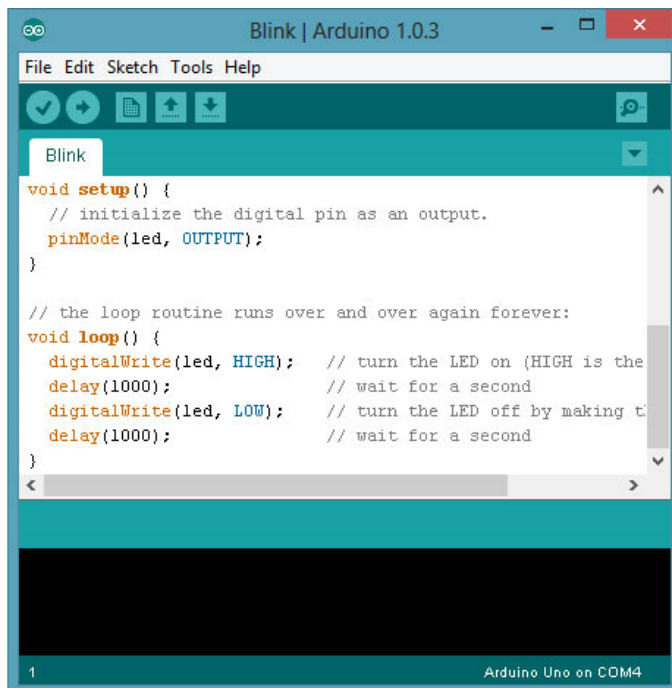 Blink | Arduino 1.0.3
File Edit Sketch Tools Help
Blink
void setup() {
  // initialize the digital pin as an output.
  pinMode(led, OUTPUT);
}
// the loop routine runs over and over again forever:
void loop() {
  digitalWrite(led, HIGH);   // turn the LED on (HIGH is the
  delay(1000);               // wait for a second
  digitalWrite(led, LOW);    // turn the LED off by making t
  delay(1000);               // wait for a second
}
1
Arduino Uno on COM4